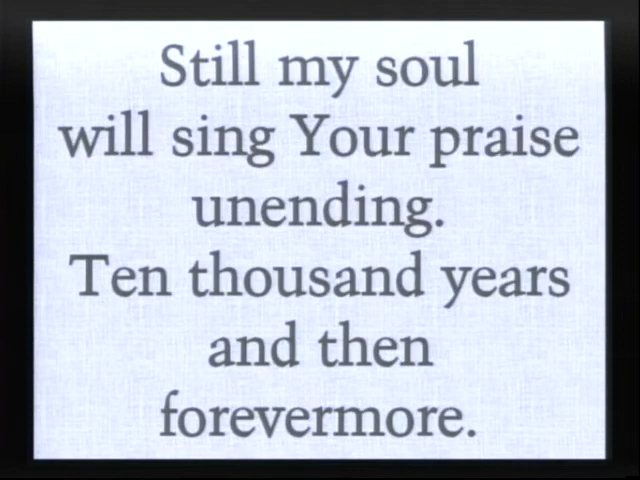 Still my soul
will sing Your praise
unending.
Ten thousand years
and then
forevermore.